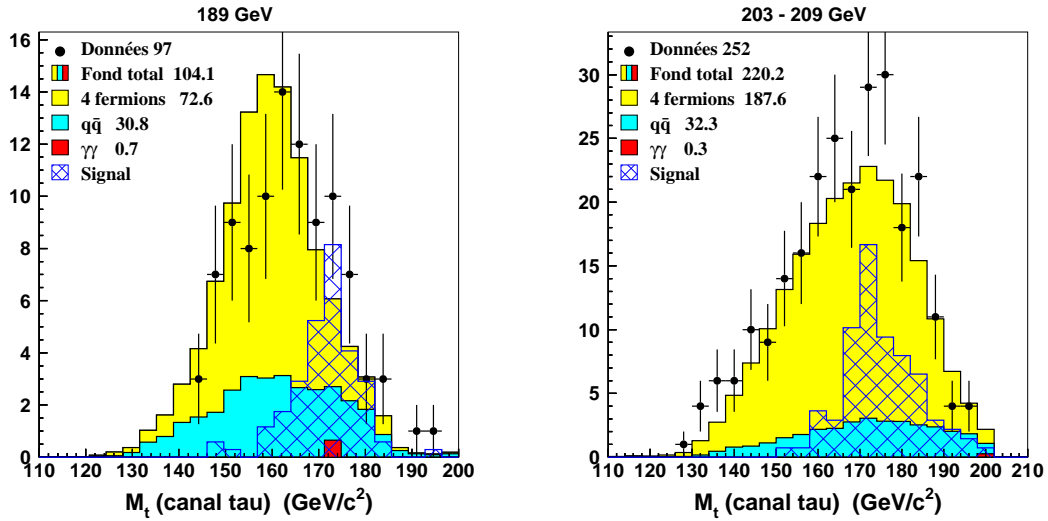 189 GeV
16
14
12
10
8
6
4
2
0
Données 97
Fond total 104.1
4 fermions 72.6
qq̄ 30.8
γγ 0.7
Signal
110 120 130 140 150 160 170 180 190 200
M_t (canal tau) (GeV/c²)
203 - 209 GeV
30
25
20
15
10
5
0
Données 252
Fond total 220.2
4 fermions 187.6
qq̄ 32.3
γγ 0.3
Signal
110 120 130 140 150 160 170 180 190 200 210
M_t (canal tau) (GeV/c²)